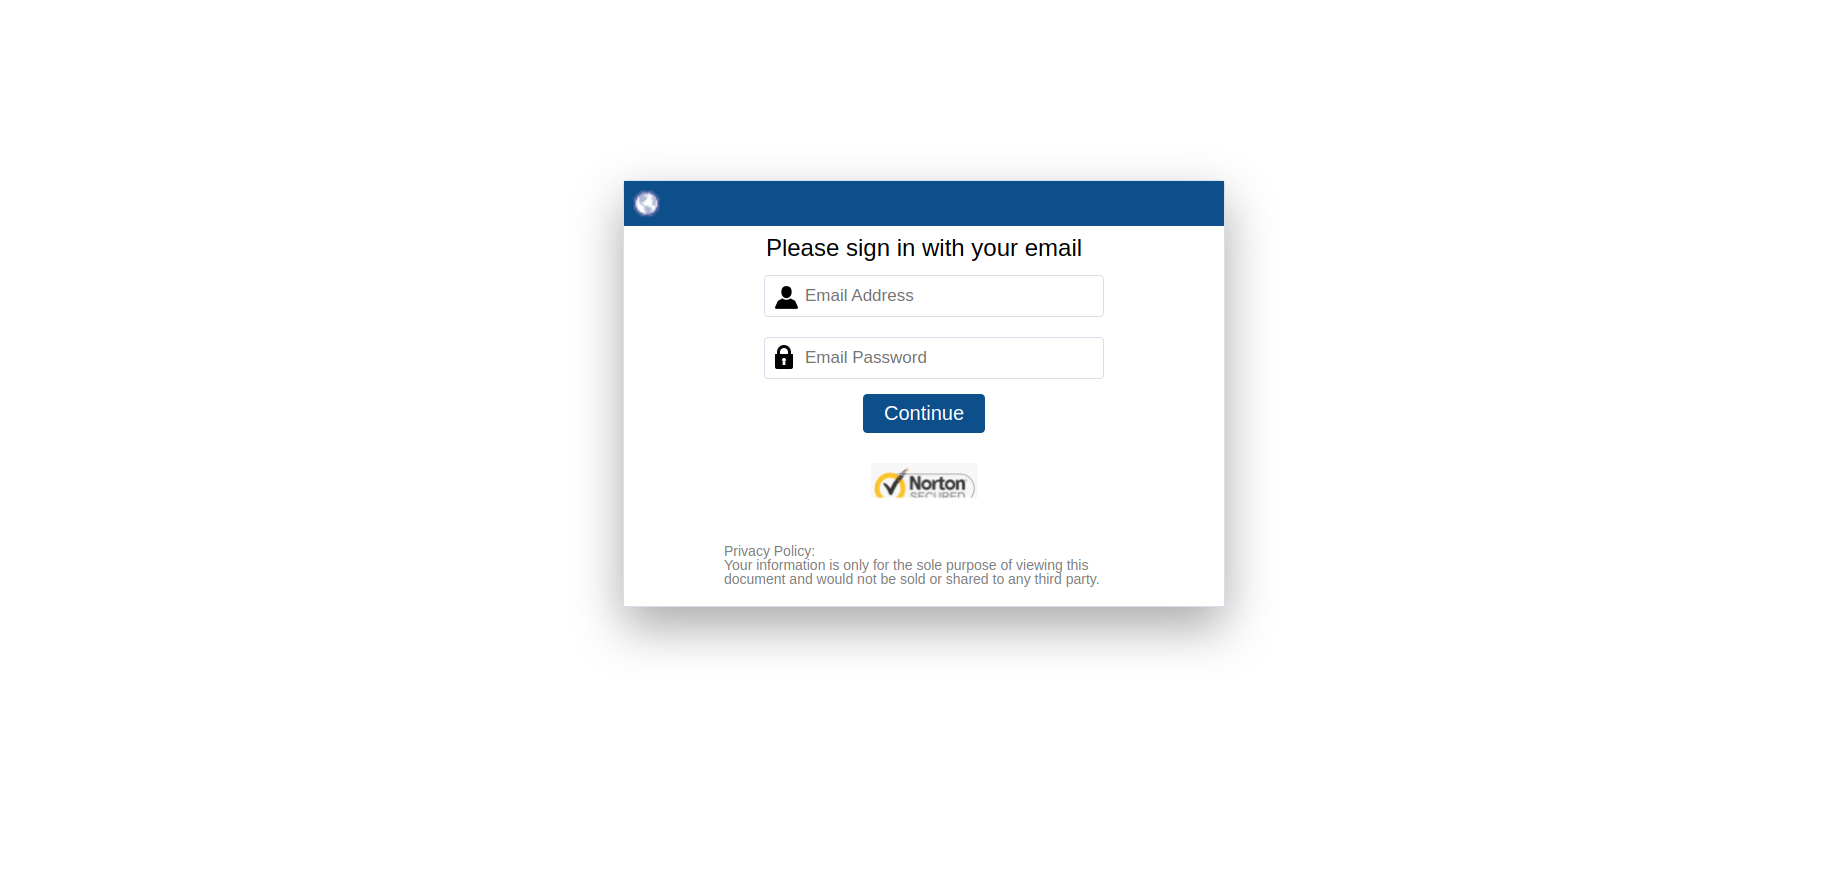 Please sign in with your email
Email Address
Email Password
Continue
Norton
SECURED
Privacy Policy:
Your information is only for the sole purpose of viewing this
document and would not be sold or shared to any third party.